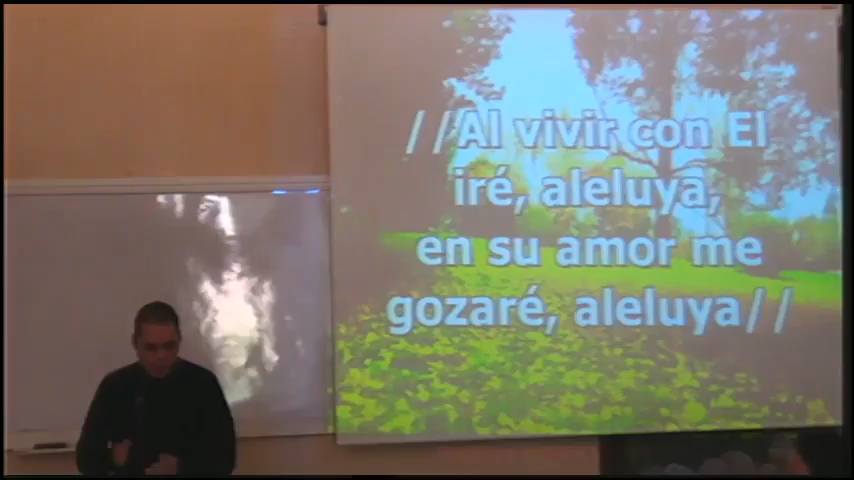 //Al vivir con El
iré, aleluya,
en su amor me
gozaré, aleluya//